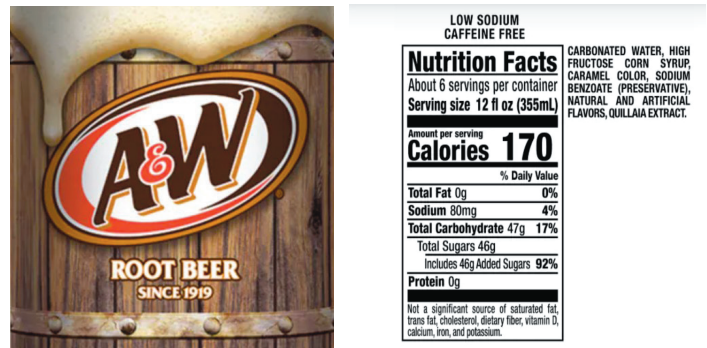 A&W
ROOT BEER
SINCE 1919
LOW SODIUM
CAFFEINE FREE
Nutrition Facts
About 6 servings per container
Serving size 12 fl oz (355mL)
Amount per serving
Calories 170
% Daily Value
Total Fat 0g 0%
Sodium 80mg 4%
Total Carbohydrate 47g 17%
Total Sugars 46g
Includes 46g Added Sugars 92%
Protein 0g
Not a significant source of saturated fat,
trans fat, cholesterol, dietary fiber, vitamin D,
calcium, iron, and potassium.
CARBONATED WATER, HIGH
FRUCTOSE CORN SYRUP,
CARAMEL COLOR, SODIUM
BENZOATE (PRESERVATIVE),
NATURAL AND ARTIFICIAL
FLAVORS, QUILLAIA EXTRACT.